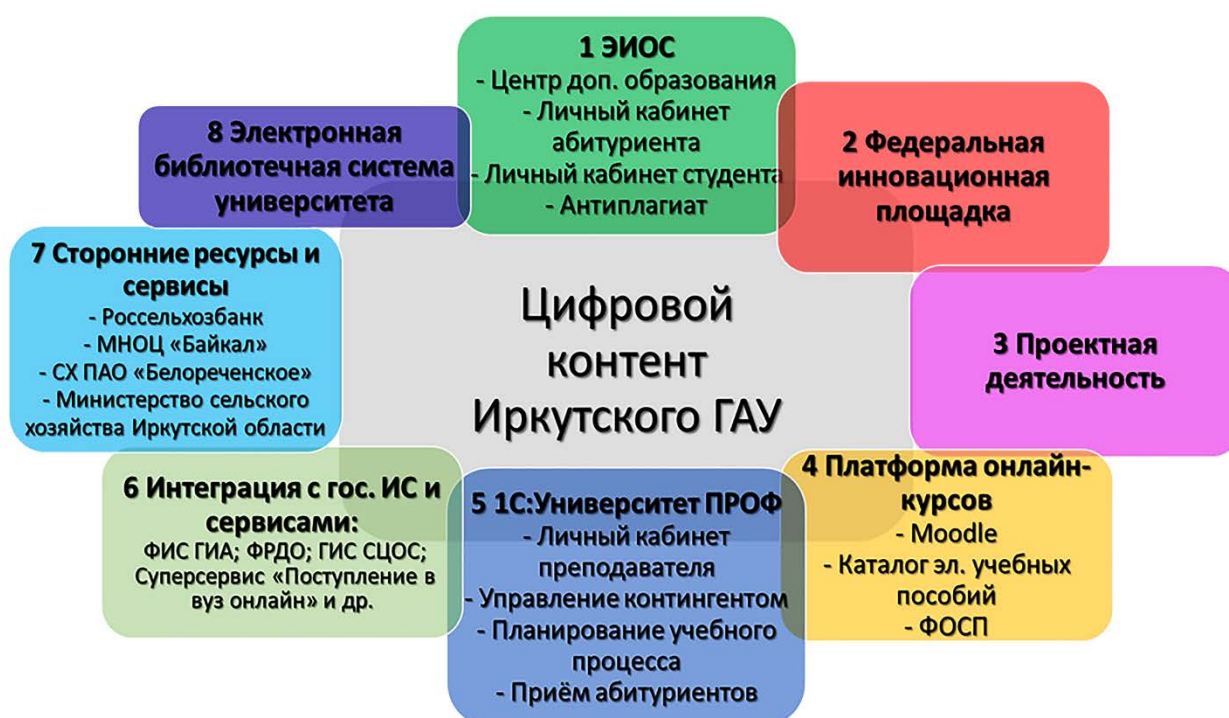 1 ЭИОС
- Центр доп. образования
- Личный кабинет
абитуриента
- Личный кабинет студента
- Антиплагиат
2 Федеральная
инновационная
площадка
3 Проектная
деятельность
4 Платформа онлайн-
курсов
- Moodle
- Каталог эл. учебных
пособий
- ФОСП
5 1С:Университет ПРОФ
- Личный кабинет
преподавателя
- Управление контингентом
- Планирование учебного
процесса
- Приём абитуриентов
6 Интеграция с гос. ИС и
сервисами:
ФИС ГИА; ФРДО; ГИС СЦОС;
Суперсервис «Поступление в
вуз онлайн» и др.
7 Сторонние ресурсы и
сервисы
- Россельхозбанк
- МНОЦ «Байкал»
- СХ ПАО «Белореченское»
- Министерство сельского
хозяйства Иркутской области
8 Электронная
библиотечная система
университета
Цифровой
контент
Иркутского ГАУ